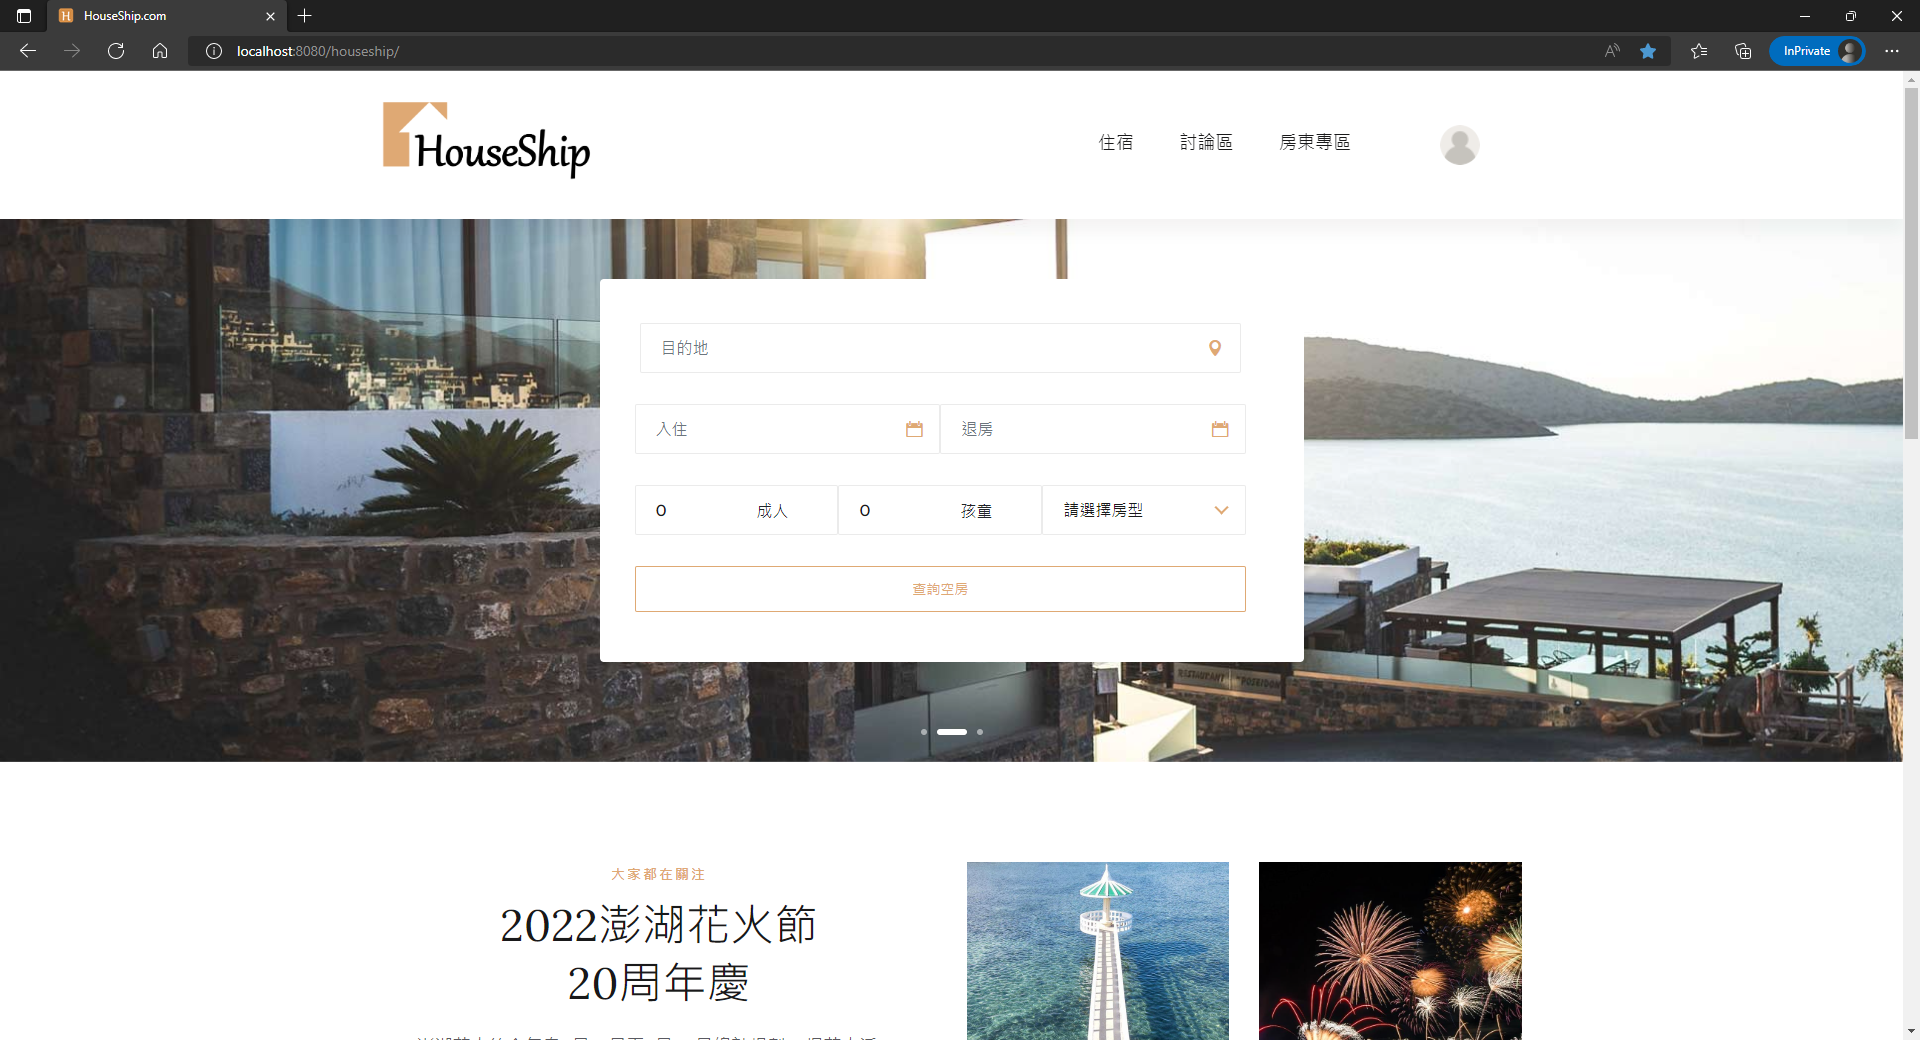 HouseShip.com
localhost:8080/houseship/
InPrivate
HouseShip
住宿
討論區
房東專區
目的地
入住
退房
0
成人
0
孩童
請選擇房型
查詢空房
RESTAURANT
POSEIDON
大家都在關注
2022澎湖花火節
20周年慶